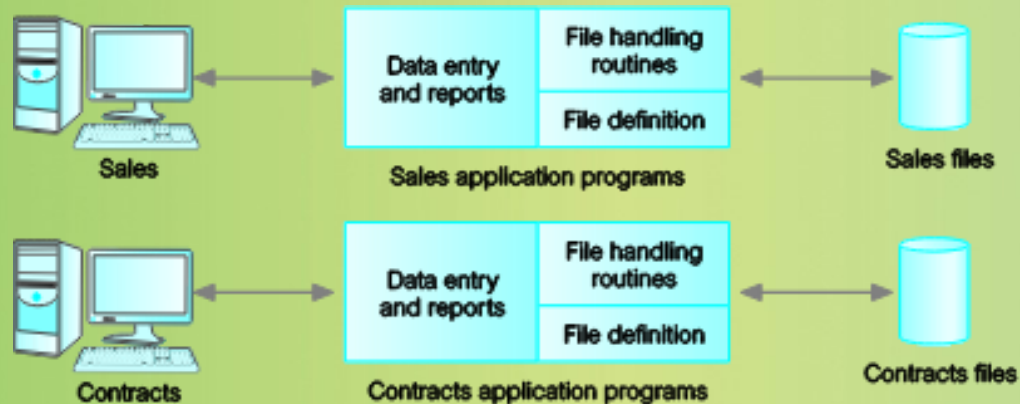 Sales
Data entry
and reports
File handling
routines
File definition
Sales files
Sales application programs
Contracts
Data entry
and reports
File handling
routines
File definition
Contracts files
Contracts application programs